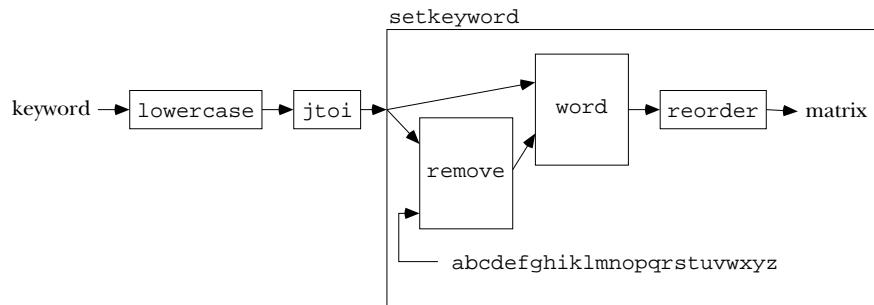 setkeyword
keyword
lowercase
jtoi
word
reorder
matrix
remove
abcdefghiklmnopqrstuvwxyz